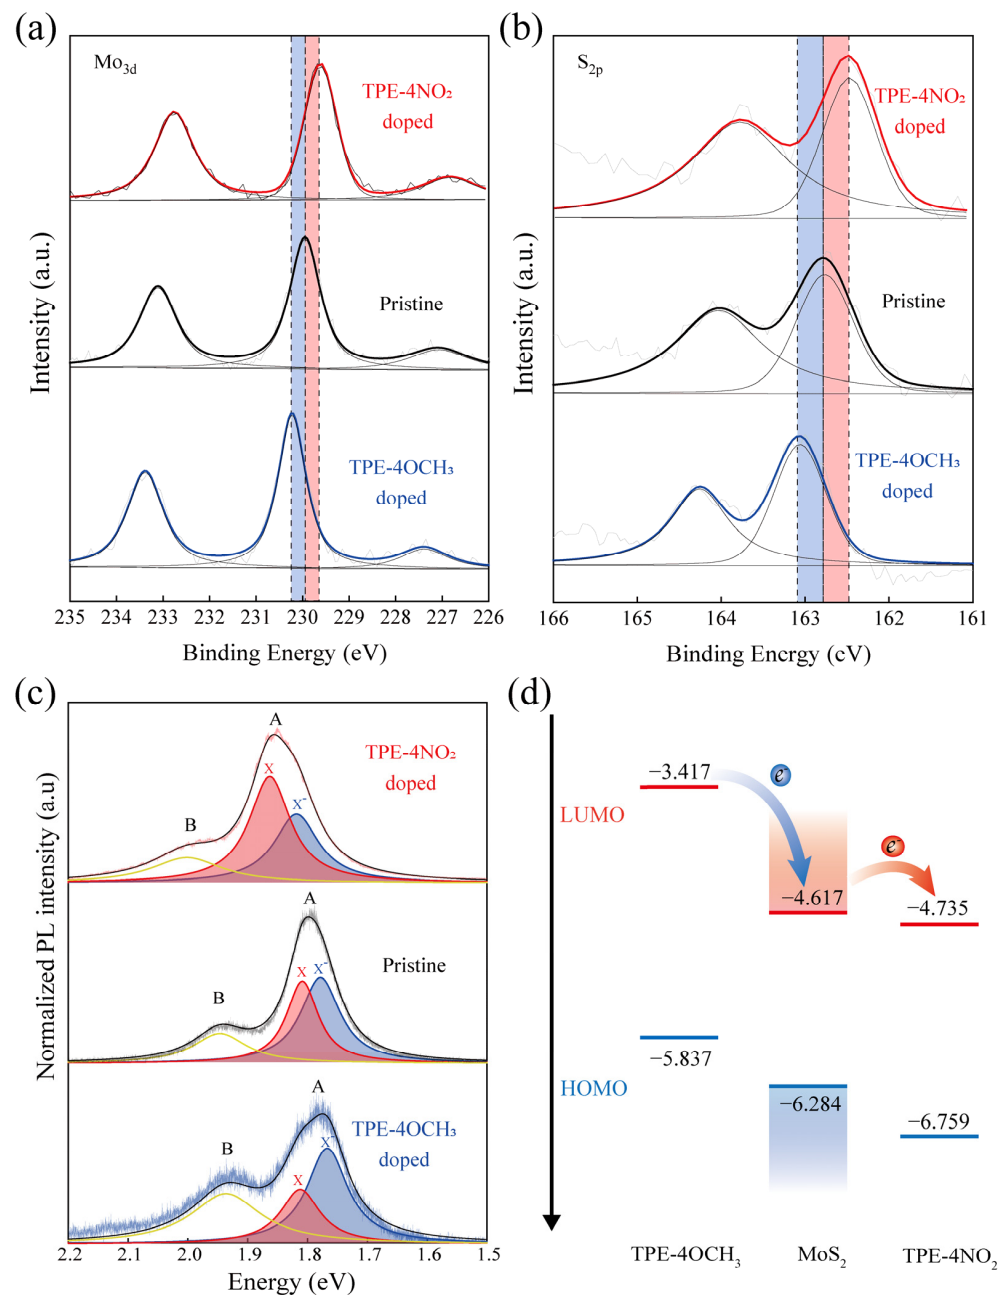 (a)
Mo3d
TPE-4NO₂
doped
Pristine
TPE-4OCH₃
doped
Intensity (a.u.)
235 234 233 232 231 230 229 228 227 226
Binding Energy (eV)
(b)
S2p
TPE-4NO₂
doped
Pristine
TPE-4OCH₃
doped
Intensity (a.u.)
166 165 164 163 162 161
Binding Encrgy (cV)
(c)
A
TPE-4NO₂
doped
X
X⁻
B
A
Pristine
X
X⁻
B
A
TPE-4OCH₃
doped
X⁻
B
X
Normalized PL intensity (a.u)
2.2 2.1 2.0 1.9 1.8 1.7 1.6 1.5
Energy (eV)
(d)
−3.417
e⁻
LUMO
e⁻
−4.617
−4.735
−5.837
HOMO
−6.284
−6.759
TPE-4OCH₃ MoS₂ TPE-4NO₂